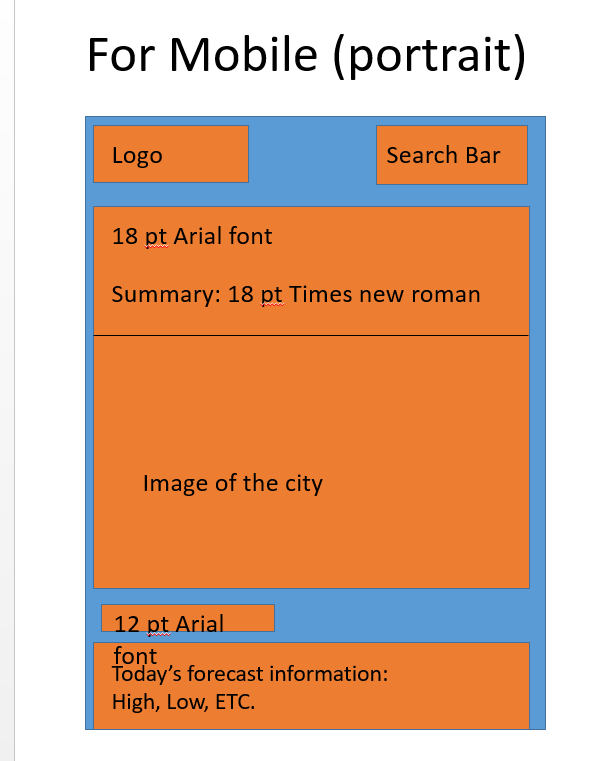 For Mobile (portrait)
Logo
Search Bar
18 pt Arial font
Summary: 18 pt Times new roman
Image of the city
12 pt Arial
font
Today’s forecast information:
High, Low, ETC.